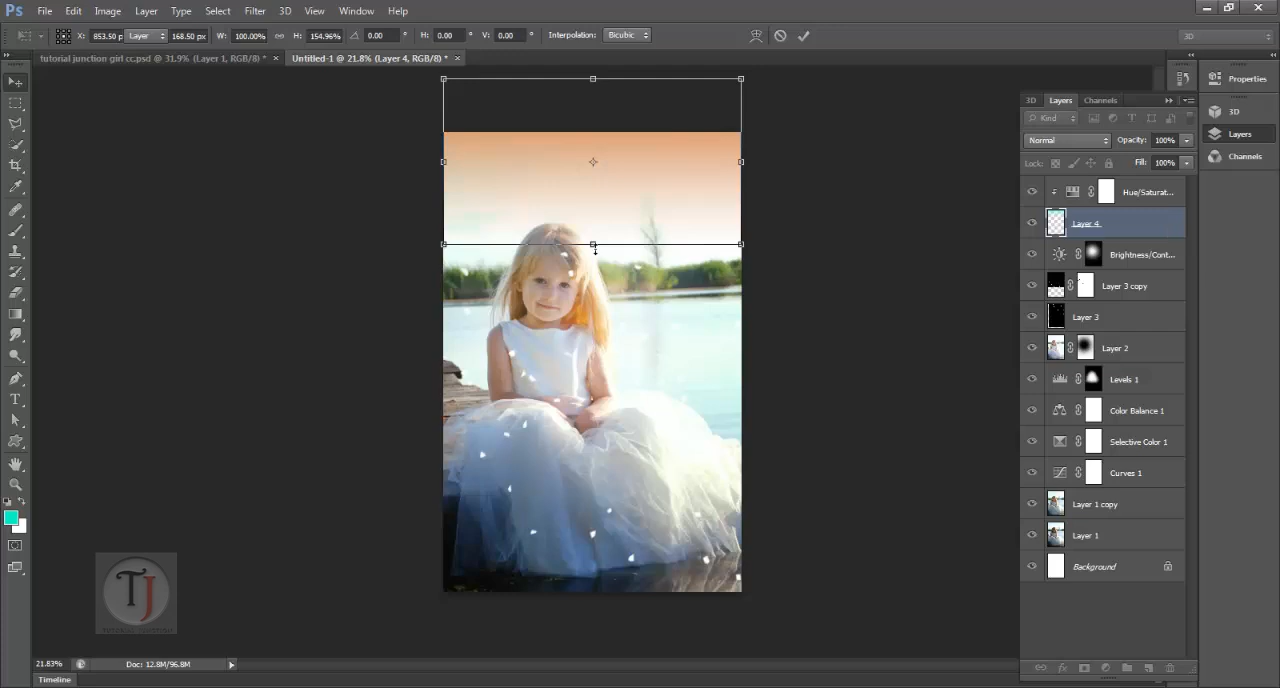 Ps File Edit Image Layer Type Select Filter 3D View Window Help
X: 853.50 p Layer 168.50 px W: 100.00% H: 154.96% 0.00 ° H: 0.00 ° V: 0.00 ° Interpolation: Bicubic 3D
tutorial junction girl cc.psd @ 31.9% (Layer 1, RGB/8) * × Untitled-1 @ 21.8% (Layer 4, RGB/8) * ×
Properties
3D
Layers
Channels
3D Layers Channels
Kind
Normal Opacity: 100%
Lock: Fill: 100%
Hue/Saturat...
Layer 4
Brightness/Cont...
Layer 3 copy
Layer 3
Layer 2
Levels 1
Color Balance 1
Selective Color 1
Curves 1
Layer 1 copy
Layer 1
Background
TJ
21.83% Doc: 12.8M/96.8M
Timeline